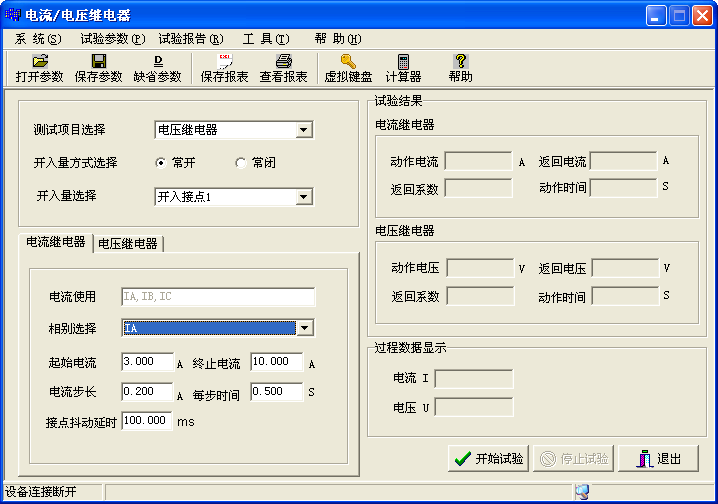 电流/电压继电器
系 统(S) 试验参数(P) 试验报告(R) 工 具(T) 帮 助(H)
打开参数 保存参数 缺省参数 保存报表 查看报表 虚拟键盘 计算器 帮助
测试项目选择 电压继电器
开入量方式选择 常开 常闭
开入量选择 开入接点1
电流继电器 电压继电器
电流使用 IA,IB,IC
相别选择 IA
起始电流 3.000 A 终止电流 10.000 A
电流步长 0.200 A 每步时间 0.500 S
接点抖动延时 100.000 ms
试验结果
电流继电器
动作电流 A 返回电流 A
返回系数 动作时间 S
电压继电器
动作电压 V 返回电压 V
返回系数 动作时间 S
过程数据显示
电流 I
电压 U
开始试验 停止试验 退出
设备连接断开